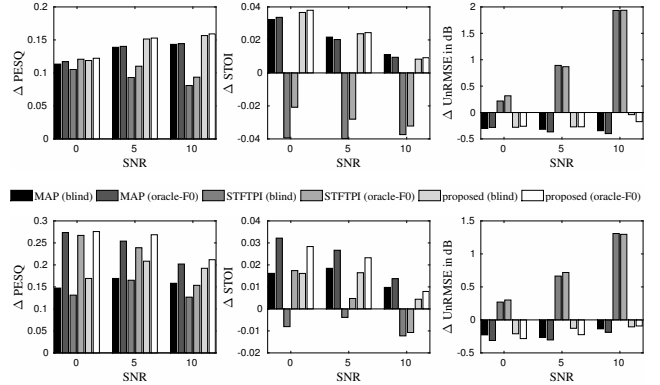 0.2
0.15
0.1
0.05
0
Δ PESQ
0 5 10
SNR
0.04
0.02
0
-0.02
-0.04
Δ STOI
0 5 10
SNR
2
1.5
1
0.5
0
-0.5
Δ UnRMSE in dB
0 5 10
SNR
MAP (blind) MAP (oracle-F0) STFTPI (blind) STFTPI (oracle-F0) proposed (blind) proposed (oracle-F0)
0.3
0.25
0.2
0.15
0.1
0.05
0
Δ PESQ
0 5 10
SNR
0.04
0.03
0.02
0.01
0
-0.01
-0.02
Δ STOI
0 5 10
SNR
1.5
1
0.5
0
-0.5
Δ UnRMSE in dB
0 5 10
SNR